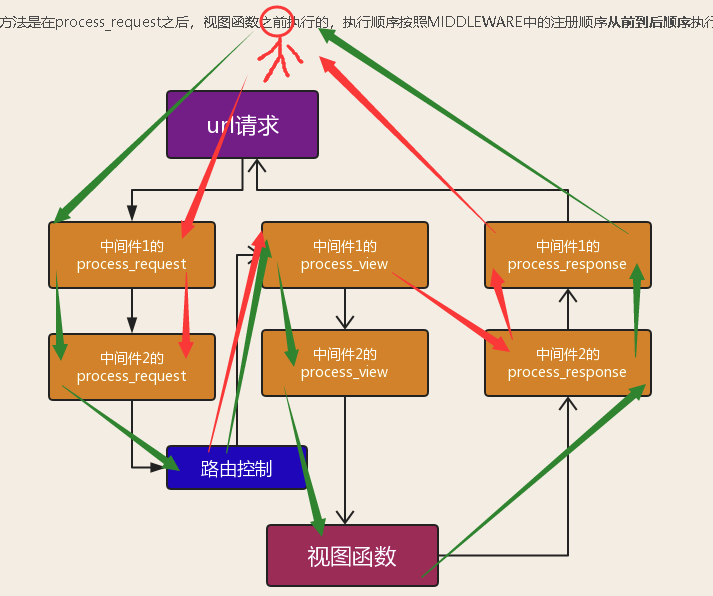 方法是在process_request之后，视图函数之前执行的，执行顺序按照MIDDLEWARE中的注册顺序从前到后顺序执行
url请求
中间件1的
process_request
中间件1的
process_view
中间件1的
process_response
中间件2的
process_request
中间件2的
process_view
中间件2的
process_response
路由控制
视图函数